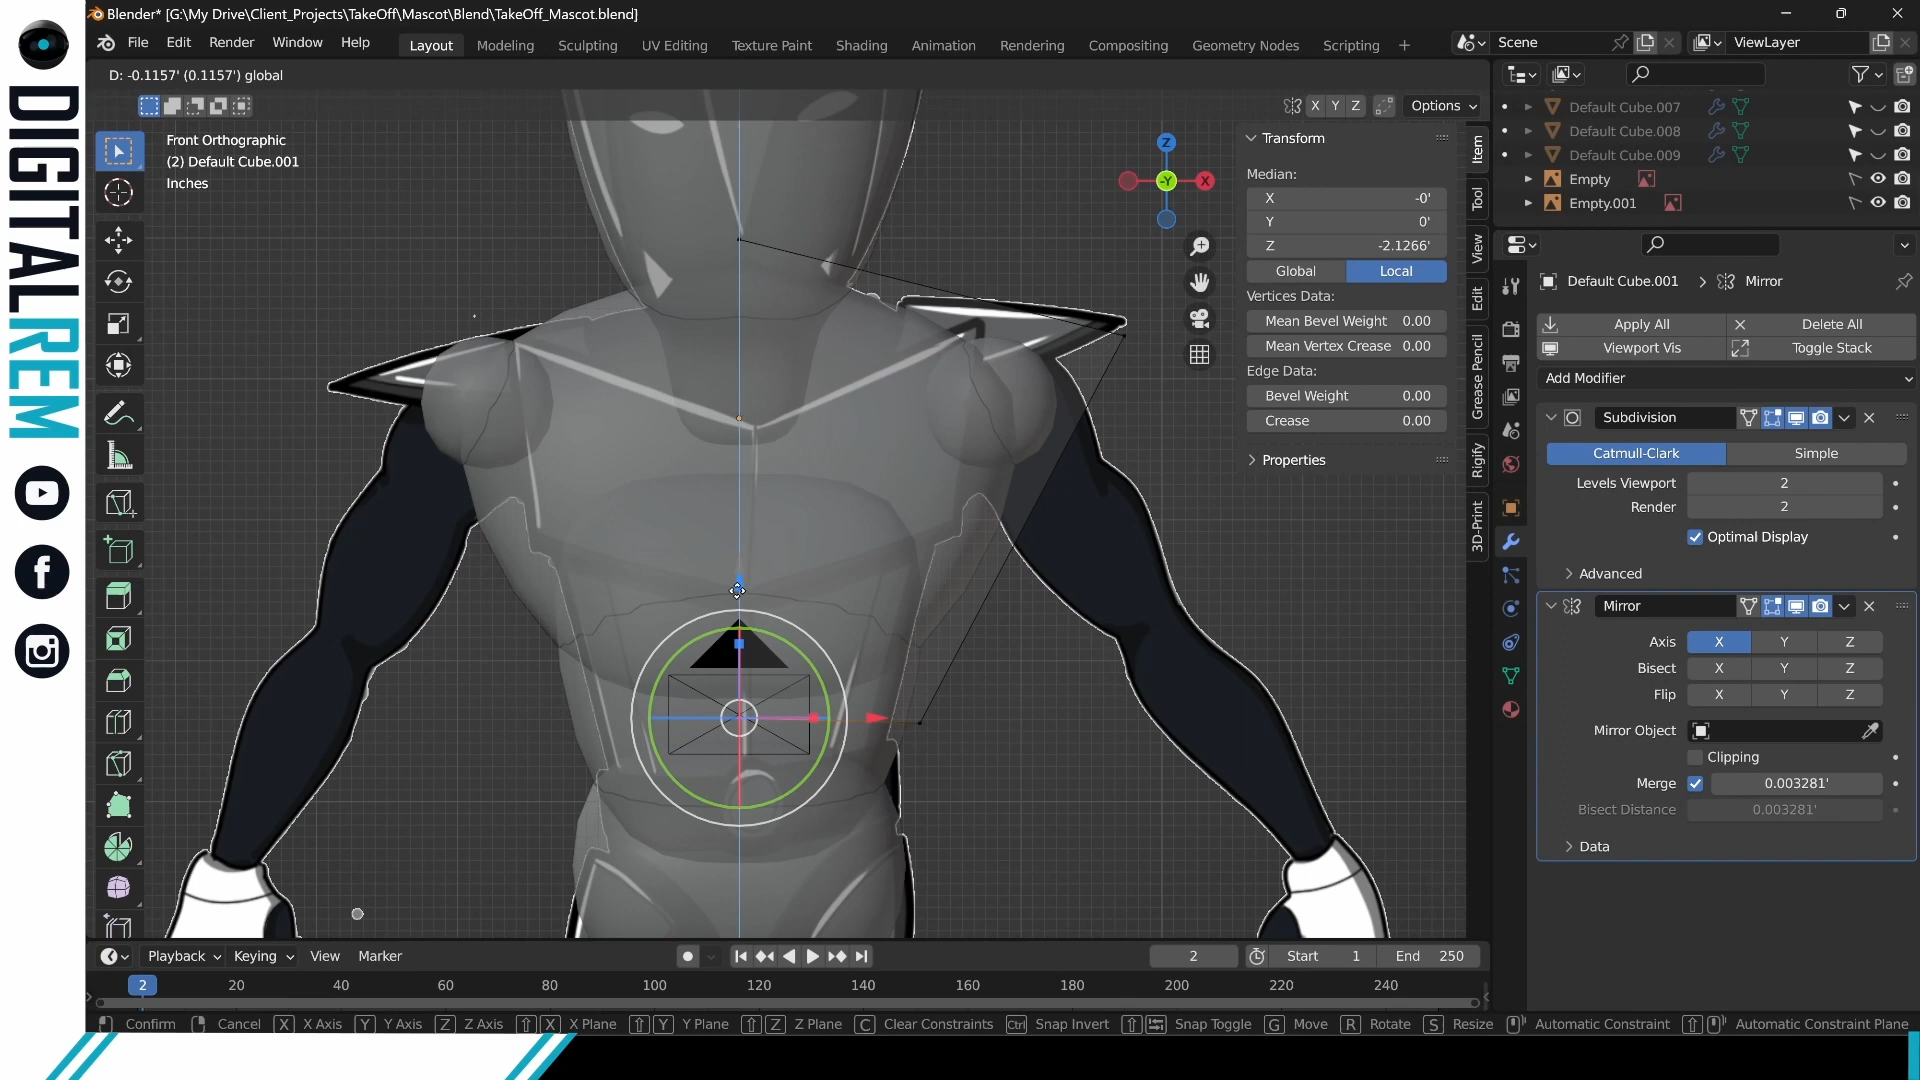 DIGITALREM
Blender* [G:\My Drive\Client_Projects\TakeOff\Mascot\Blend\TakeOff_Mascot.blend]
File Edit Render Window Help Layout Modeling Sculpting UV Editing Texture Paint Shading Animation Rendering Compositing Geometry Nodes Scripting + Scene ViewLayer
D: -0.1157' (0.1157') global
X Y Z Options
Front Orthographic
(2) Default Cube.001
Inches
Z
-Y X
Transform
Median:
X -0'
Y 0'
Z -2.1266'
Global Local
Vertices Data:
Mean Bevel Weight 0.00
Mean Vertex Crease 0.00
Edge Data:
Bevel Weight 0.00
Crease 0.00
Properties
Item
Tool
View
Edit
Grease Pencil
Rigify
3D-Print
Default Cube.007
Default Cube.008
Default Cube.009
Empty
Empty.001
Default Cube.001 > Mirror
Apply All Delete All
Viewport Vis Toggle Stack
Add Modifier
Subdivision
Catmull-Clark Simple
Levels Viewport 2
Render 2
Optimal Display
Advanced
Mirror
Axis X Y Z
Bisect X Y Z
Flip X Y Z
Mirror Object
Clipping
Merge 0.003281'
Bisect Distance 0.003281'
Data
Playback Keying View Marker 2 Start 1 End 250
2 20 40 60 80 100 120 140 160 180 200 220 240
Confirm Cancel X X Axis Y Y Axis Z Z Axis X X Plane Y Y Plane Z Z Plane C Clear Constraints Ctrl Snap Invert Snap Toggle G Move R Rotate S Resize Automatic Constraint Automatic Constraint Plane